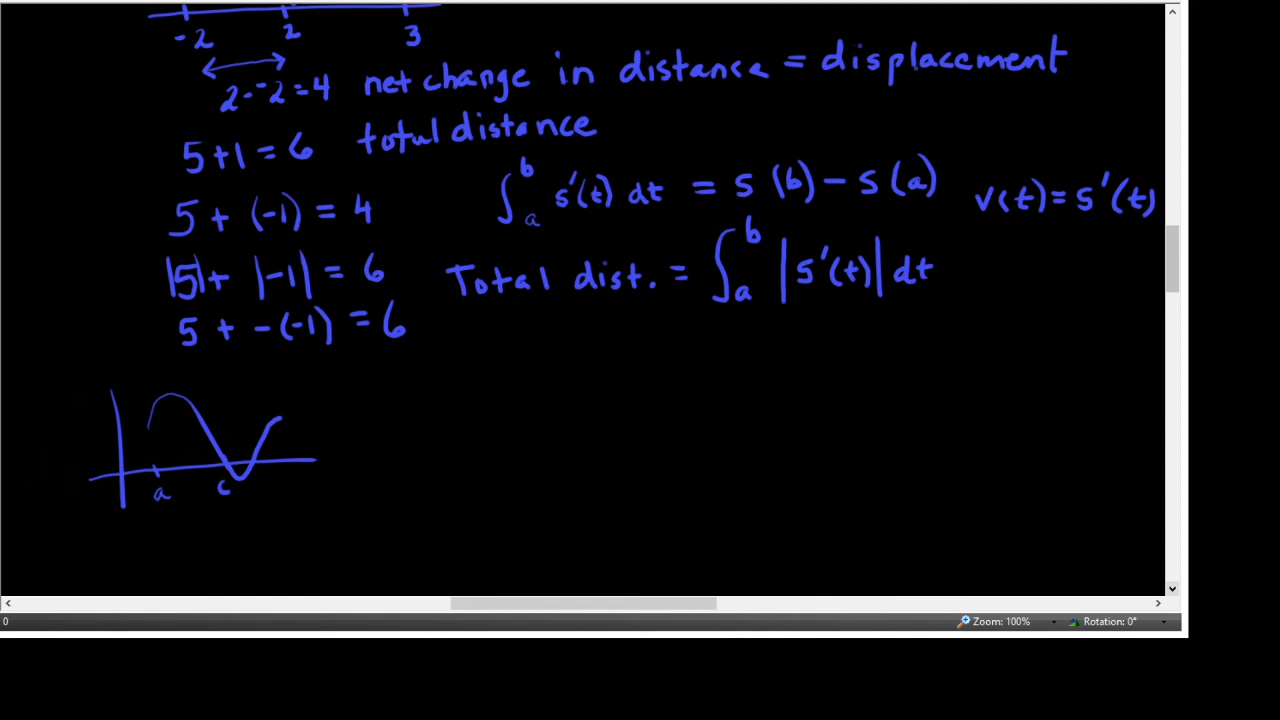 -2 2 3
2--2=4 net change in distance = displacement
5+1=6 total distance
∫_a^b s'(t) dt = s(b) - s(a) v(t)=s'(t)
5 + (-1) = 4
|5| + |-1| = 6 Total dist. = ∫_a^b |s'(t)| dt
5 + -(-1) = 6
a c
0 Zoom: 100% Rotation: 0°